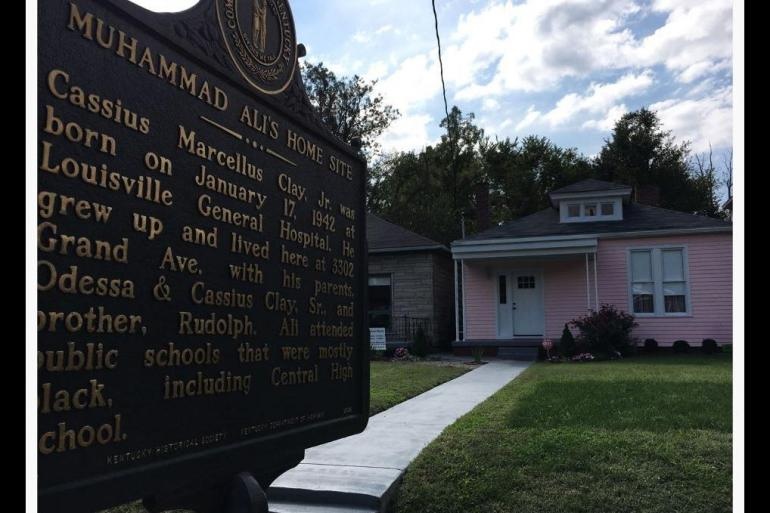 MUHAMMAD ALI'S HOME SITE
Cassius Marcellus Clay, Jr. was
born on January 17, 1942 at
Louisville General Hospital. He
grew up and lived here at 3302
Grand Ave. with his parents,
Odessa & Cassius Clay, Sr., and
brother, Rudolph. Ali attended
public schools that were mostly
black, including Central High
School.
KENTUCKY HISTORICAL SOCIETY KENTUCKY DEPARTMENT OF HIGHWAYS